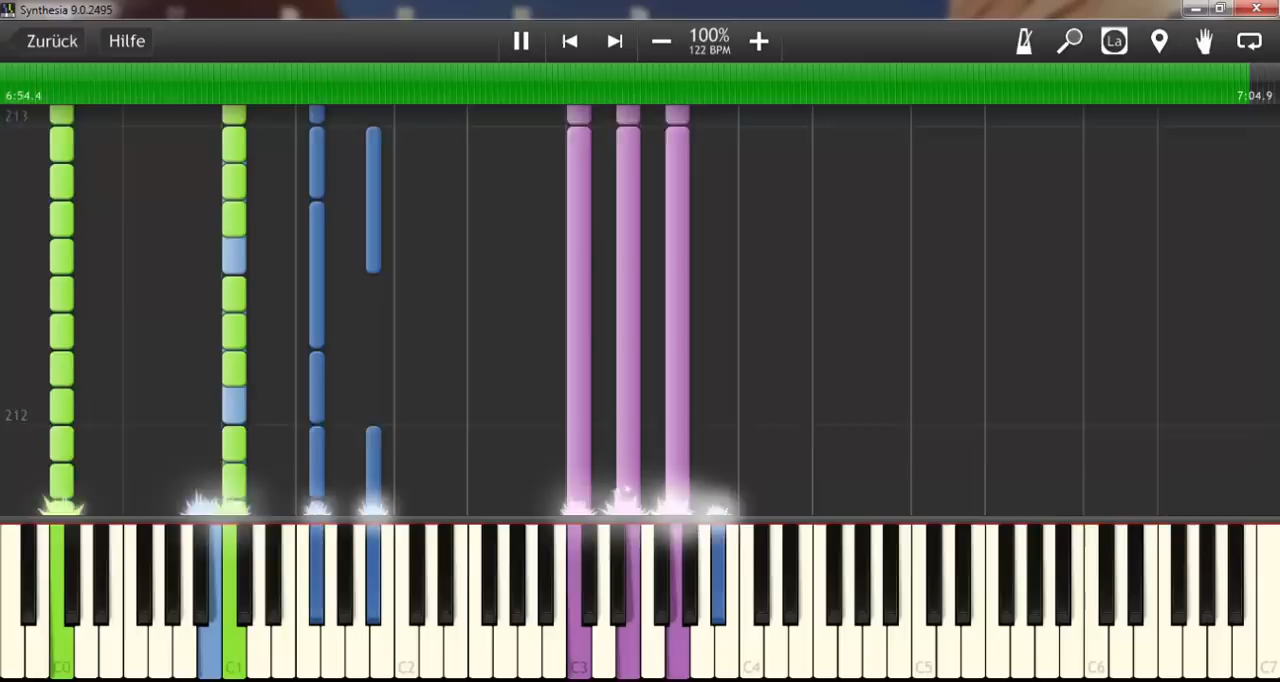 Synthesia 9.0.2495
Zurück Hilfe 100% La
122 BPM
6:54.4 7:04.9
213
212
C0 C1 C2 C3 C4 C5 C6 C7